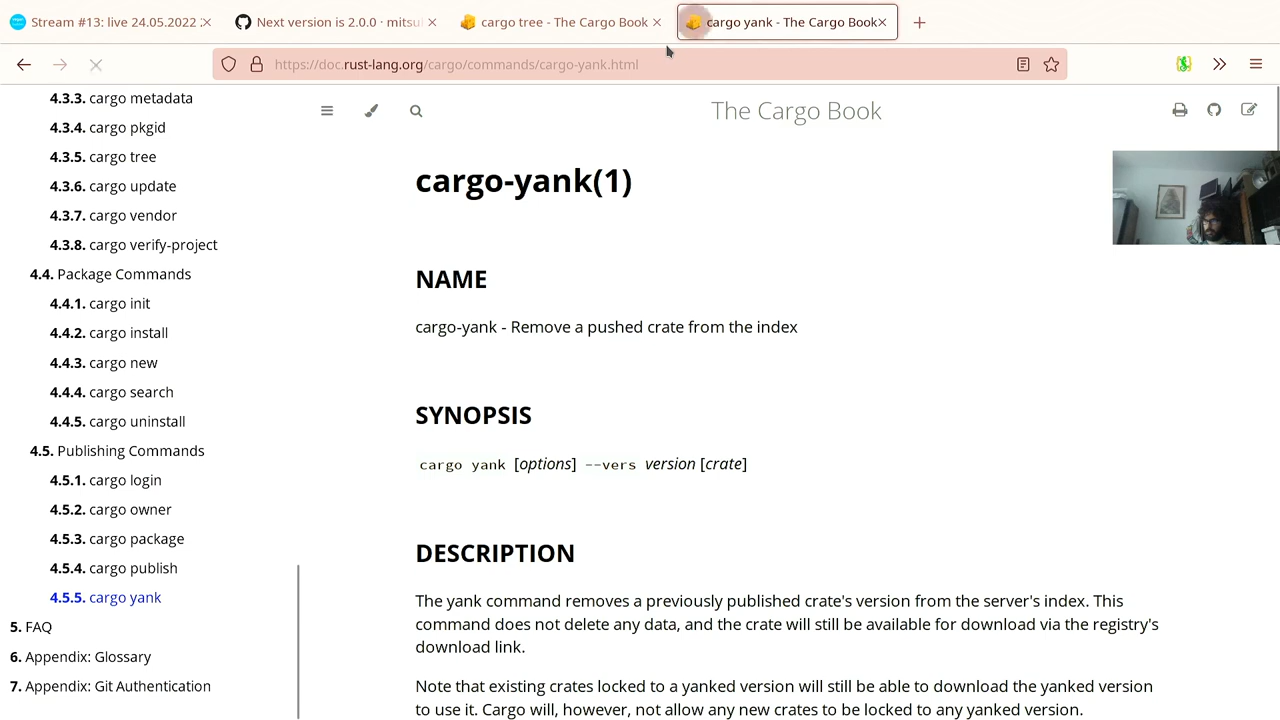 Stream #13: live 24.05.2022
Next version is 2.0.0 · mitsu
cargo tree - The Cargo Book
cargo yank - The Cargo Book
https://doc.rust-lang.org/cargo/commands/cargo-yank.html
4.3.3. cargo metadata
4.3.4. cargo pkgid
4.3.5. cargo tree
4.3.6. cargo update
4.3.7. cargo vendor
4.3.8. cargo verify-project
4.4. Package Commands
4.4.1. cargo init
4.4.2. cargo install
4.4.3. cargo new
4.4.4. cargo search
4.4.5. cargo uninstall
4.5. Publishing Commands
4.5.1. cargo login
4.5.2. cargo owner
4.5.3. cargo package
4.5.4. cargo publish
4.5.5. cargo yank
5. FAQ
6. Appendix: Glossary
7. Appendix: Git Authentication
The Cargo Book
cargo-yank(1)
NAME
cargo-yank - Remove a pushed crate from the index
SYNOPSIS
cargo yank [options] --vers version [crate]
DESCRIPTION
The yank command removes a previously published crate's version from the server's index. This
command does not delete any data, and the crate will still be available for download via the registry's
download link.
Note that existing crates locked to a yanked version will still be able to download the yanked version
to use it. Cargo will, however, not allow any new crates to be locked to any yanked version.